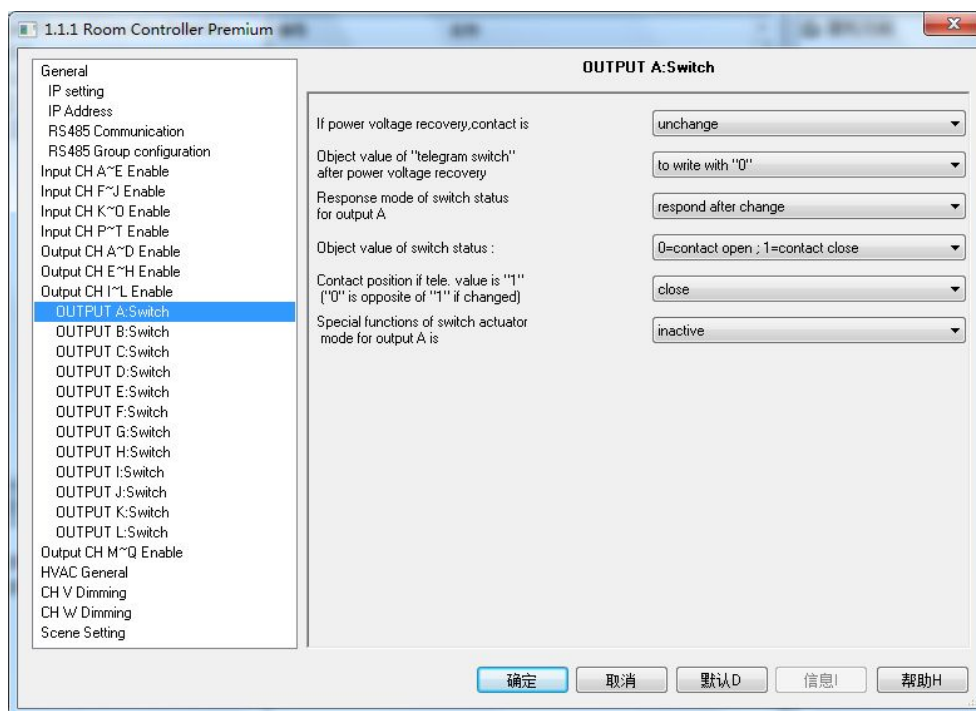 1.1.1 Room Controller Premium
General
IP setting
IP Address
RS485 Communication
RS485 Group configuration
Input CH A~E Enable
Input CH F~J Enable
Input CH K~O Enable
Input CH P~T Enable
Output CH A~D Enable
Output CH E~H Enable
Output CH I~L Enable
OUTPUT A:Switch
OUTPUT B:Switch
OUTPUT C:Switch
OUTPUT D:Switch
OUTPUT E:Switch
OUTPUT F:Switch
OUTPUT G:Switch
OUTPUT H:Switch
OUTPUT I:Switch
OUTPUT J:Switch
OUTPUT K:Switch
OUTPUT L:Switch
Output CH M~Q Enable
HVAC General
CH V Dimming
CH W Dimming
Scene Setting
OUTPUT A:Switch
If power voltage recovery,contact is
unchange
Object value of "telegram switch"
after power voltage recovery
to write with "0"
Response mode of switch status
for output A
respond after change
Object value of switch status :
0=contact open ; 1=contact close
Contact position if tele. value is "1"
("0" is opposite of "1" if changed)
close
Special functions of switch actuator
mode for output A is
inactive
确定
取消
默认D
信息I
帮助H